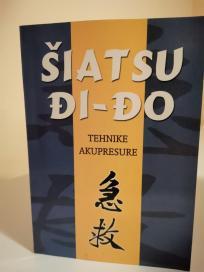 ŠIATSU
ĐI-ĐO
TEHNIKE
AKUPRESURE
急
救